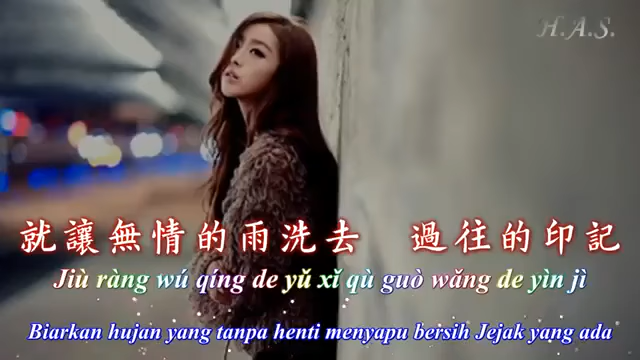 H.A.S.
就讓無情的雨洗去 過往的印記
Jiù ràng wú qíng de yǔ xǐ qù guò wǎng de yìn jì
Biarkan hujan yang tanpa henti menyapu bersih Jejak yang ada